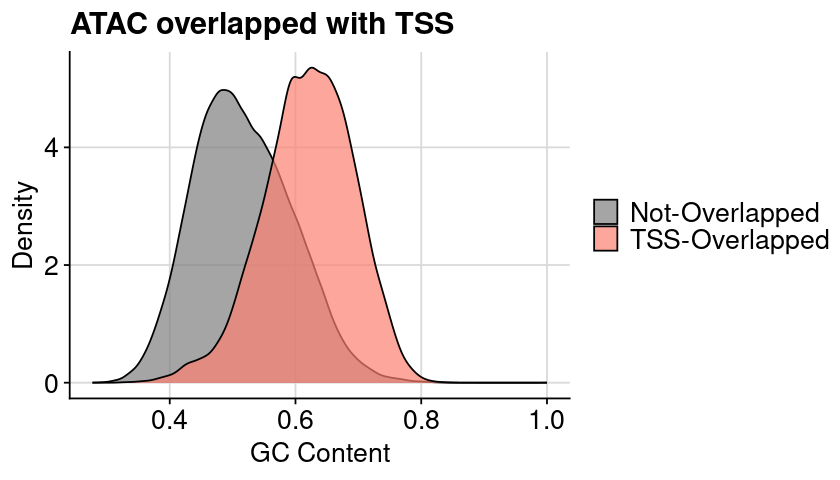 ATAC overlapped with TSS
Density
4
2
0
0.4 0.6 0.8 1.0
GC Content
Not-Overlapped
TSS-Overlapped